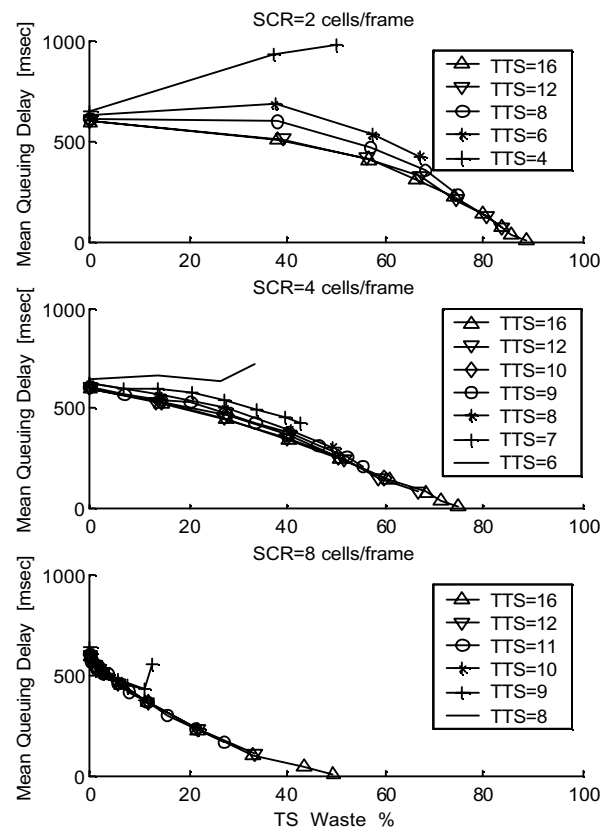 SCR=2 cells/frame
1000
500
0
Mean Queuing Delay [msec]
TTS=16
TTS=12
TTS=8
TTS=6
TTS=4
0 20 40 60 80 100
SCR=4 cells/frame
1000
500
0
Mean Queuing Delay [msec[
TTS=16
TTS=12
TTS=10
TTS=9
TTS=8
TTS=7
TTS=6
0 20 40 60 80 100
SCR=8 cells/frame
1000
500
0
Mean Queuing Delay [msec]
TTS=16
TTS=12
TTS=11
TTS=10
TTS=9
TTS=8
0 20 40 60 80 100
TS Waste %